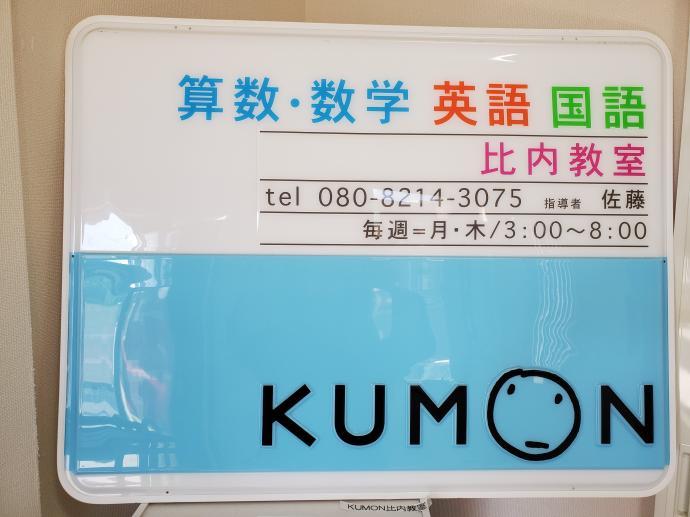 算数・数学 英語 国語
比内教室
tel 080-8214-3075 指導者 佐藤
毎週=月・木/3:00〜8:00
KUMON
KUMON比内教室